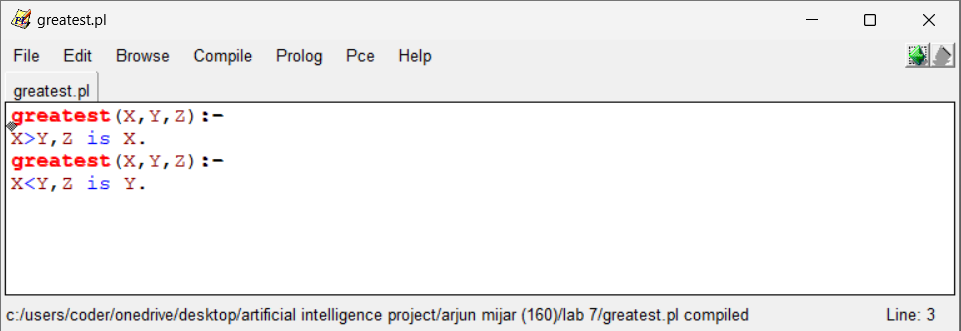 greatest.pl
File Edit Browse Compile Prolog Pce Help
greatest.pl
greatest(X,Y,Z):-
X>Y,Z is X.
greatest(X,Y,Z):-
X<Y,Z is Y.
c:/users/coder/onedrive/desktop/artificial intelligence project/arjun mijar (160)/lab 7/greatest.pl compiled Line: 3